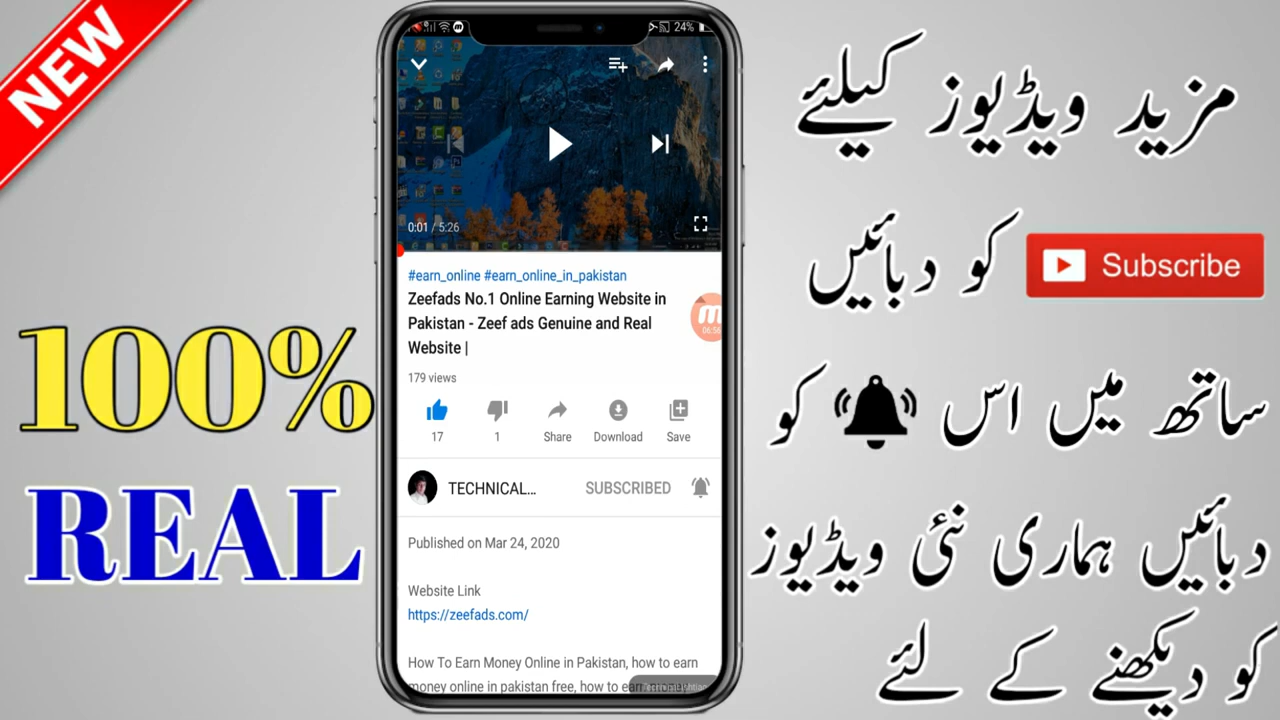 NEW
100%
REAL
24%
0:01 / 5:26
#earn_online #earn_online_in_pakistan
Zeefads No.1 Online Earning Website in
Pakistan - Zeef ads Genuine and Real
Website |
06:56
179 views
17
1
Share
Download
Save
TECHNICAL...
SUBSCRIBED
Published on Mar 24, 2020
Website Link
https://zeefads.com/
How To Earn Money Online in Pakistan, how to earn
money online in pakistan free, how to
مزید ویڈیوز کیلئے
Subscribe کو دبائیں
ساتھ میں اس کو
دبائیں ہماری نئی ویڈیوز
کو دیکھنے کے لئے